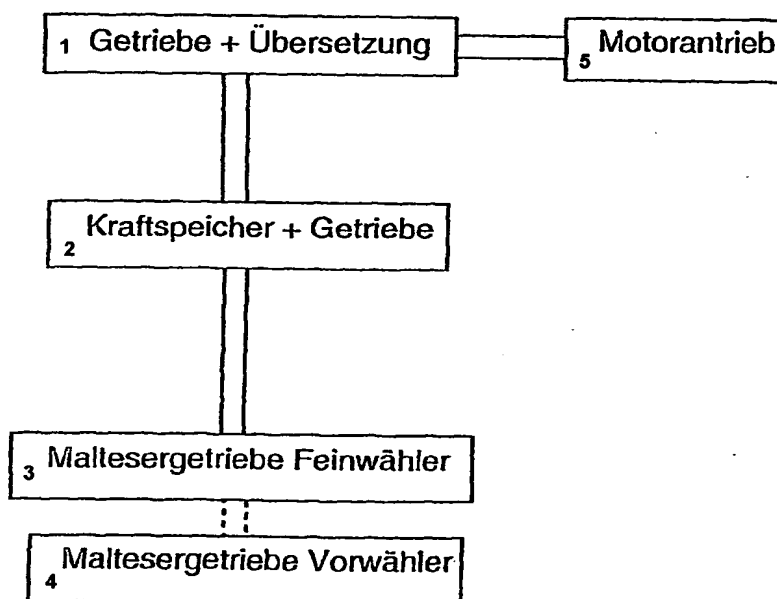 1 Getriebe + Übersetzung
5 Motorantrieb
2 Kraftspeicher + Getriebe
3 Maltesergetriebe Feinwähler
4 Maltesergetriebe Vorwähler